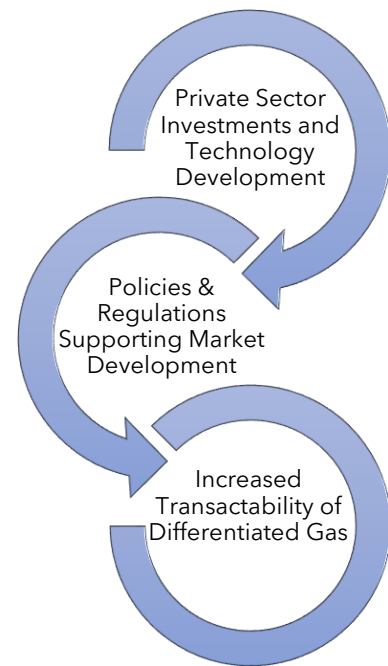 Private Sector
Investments and
Technology
Development
Policies &
Regulations
Supporting Market
Development
Increased
Transactability of
Differentiated Gas